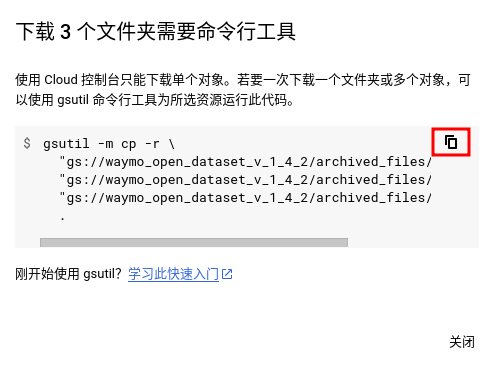 下载 3 个文件夹需要命令行工具
使用 Cloud 控制台只能下载单个对象。若要一次下载一个文件夹或多个对象，可
以使用 gsutil 命令行工具为所选资源运行此代码。
$ gsutil -m cp -r \
"gs://waymo_open_dataset_v_1_4_2/archived_files/
"gs://waymo_open_dataset_v_1_4_2/archived_files/
"gs://waymo_open_dataset_v_1_4_2/archived_files/
.
刚开始使用 gsutil？学习此快速入门
关闭